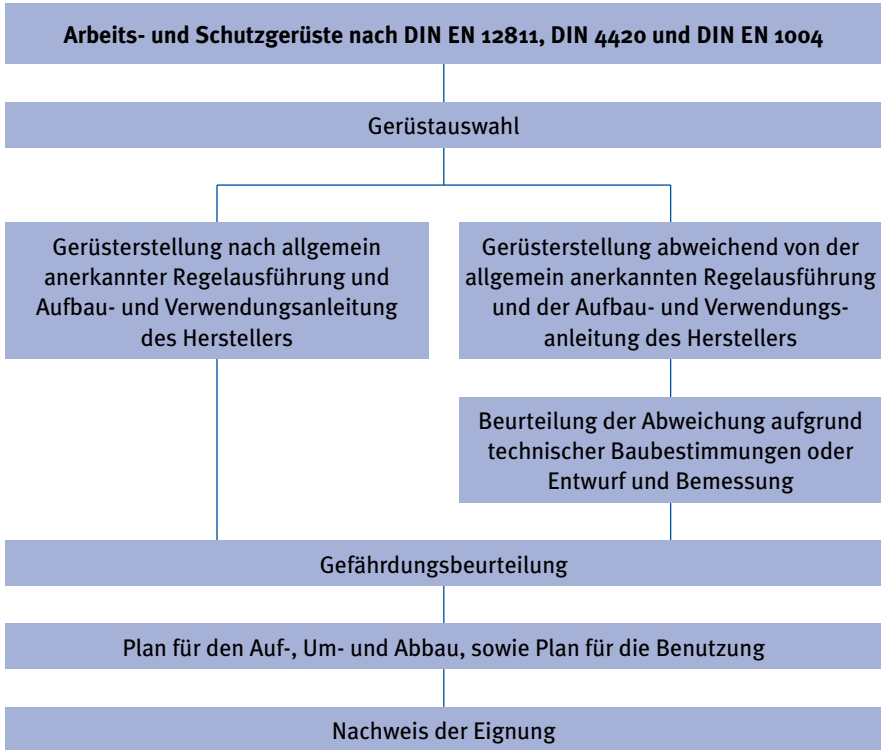 Arbeits- und Schutzgerüste nach DIN EN 12811, DIN 4420 und DIN EN 1004
Gerüstauswahl
Gerüsterstellung nach allgemein
anerkannter Regelausführung und
Aufbau- und Verwendungsanleitung
des Herstellers
Gerüsterstellung abweichend von der
allgemein anerkannten Regelausführung
und der Aufbau- und Verwendungs-
anleitung des Herstellers
Beurteilung der Abweichung aufgrund
technischer Baubestimmungen oder
Entwurf und Bemessung
Gefährdungsbeurteilung
Plan für den Auf-, Um- und Abbau, sowie Plan für die Benutzung
Nachweis der Eignung